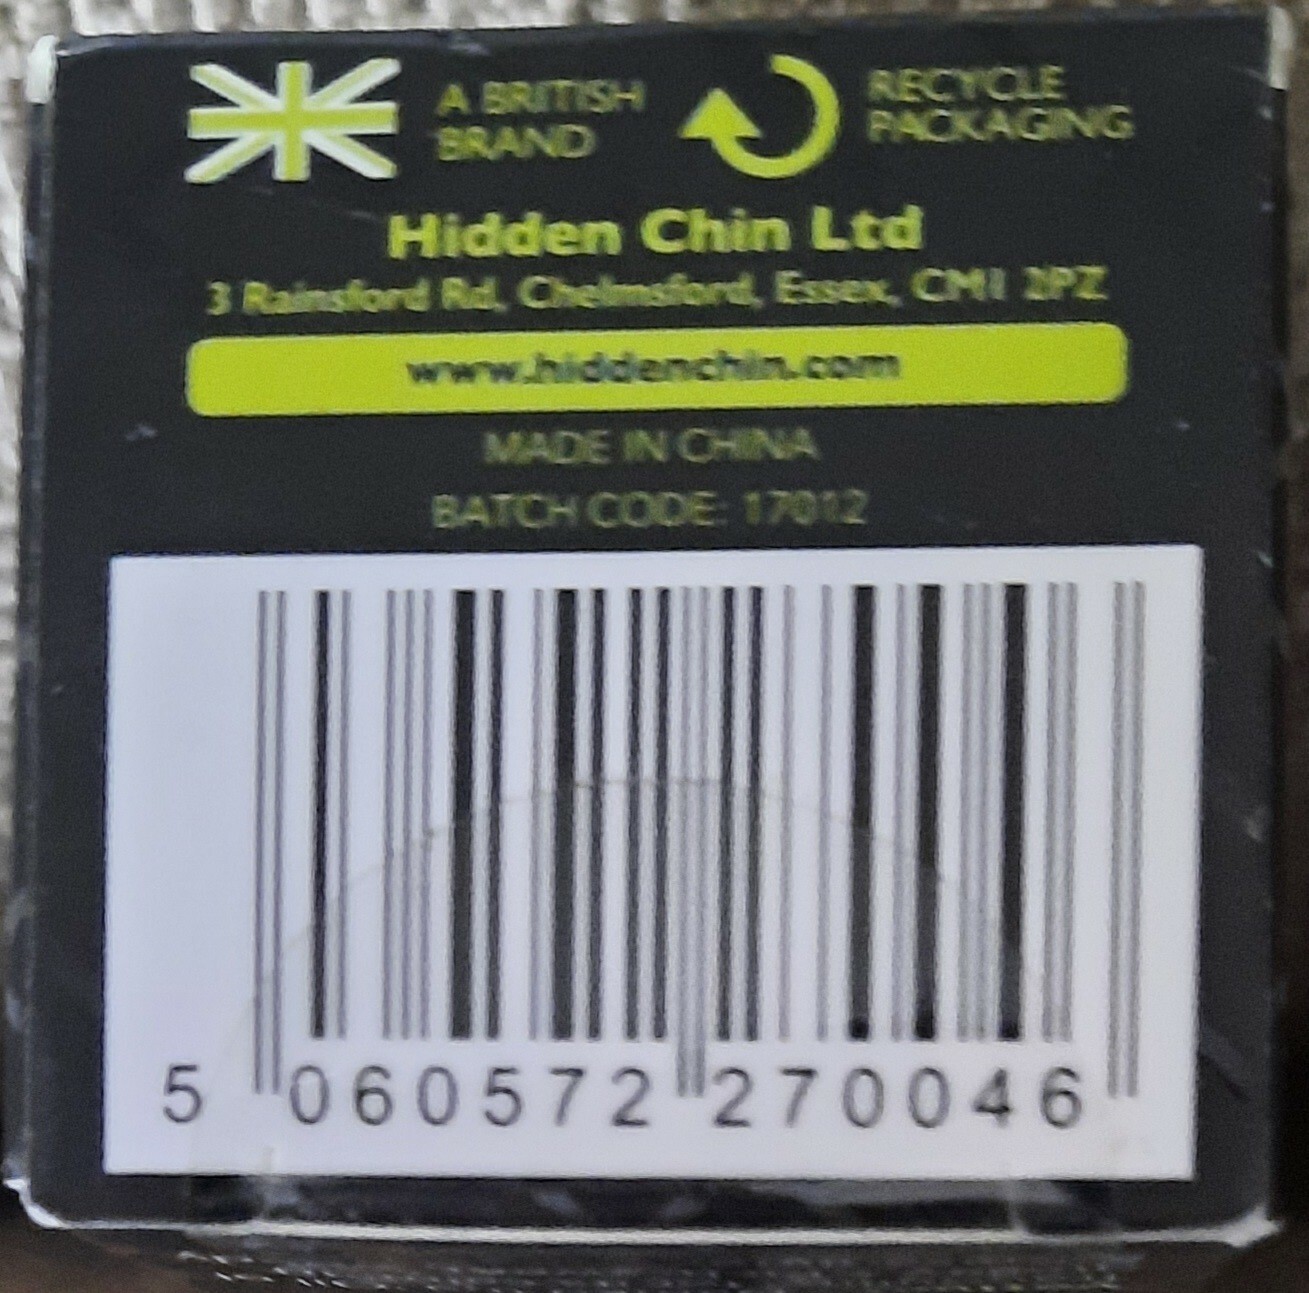 A BRITISH
BRAND
RECYCLE
PACKAGING
Hidden Chin Ltd
3 Rainsford Rd, Chelmsford, Essex, CM1 2PZ
www.hiddenchin.com
MADE IN CHINA
BATCH CODE: 17012
5 060572 270046